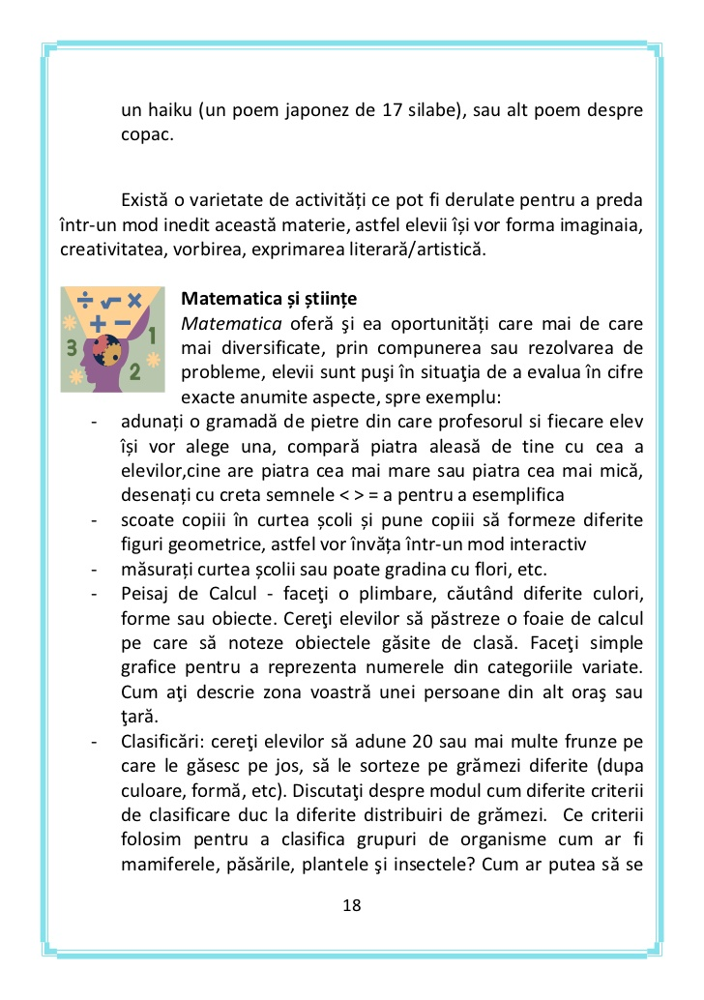 un haiku (un poem japonez de 17 silabe), sau alt poem despre
copac.
Există o varietate de activități ce pot fi derulate pentru a preda
într-un mod inedit această materie, astfel elevii își vor forma imaginaia,
creativitatea, vorbirea, exprimarea literară/artistică.
÷ √ ×
+ −
3 1
2
Matematica și științe
Matematica oferă şi ea oportunități care mai de care
mai diversificate, prin compunerea sau rezolvarea de
probleme, elevii sunt puşi în situaţia de a evalua în cifre
exacte anumite aspecte, spre exemplu:
- adunați o gramadă de pietre din care profesorul si fiecare elev
își vor alege una, compară piatra aleasă de tine cu cea a
elevilor,cine are piatra cea mai mare sau piatra cea mai mică,
desenați cu creta semnele < > = a pentru a esemplifica
- scoate copiii în curtea școli și pune copiii să formeze diferite
figuri geometrice, astfel vor învăța într-un mod interactiv
- măsurați curtea școlii sau poate gradina cu flori, etc.
- Peisaj de Calcul - faceţi o plimbare, căutând diferite culori,
forme sau obiecte. Cereţi elevilor să păstreze o foaie de calcul
pe care să noteze obiectele găsite de clasă. Faceţi simple
grafice pentru a reprezenta numerele din categoriile variate.
Cum aţi descrie zona voastră unei persoane din alt oraş sau
ţară.
- Clasificări: cereţi elevilor să adune 20 sau mai multe frunze pe
care le găsesc pe jos, să le sorteze pe grămezi diferite (dupa
culoare, formă, etc). Discutaţi despre modul cum diferite criterii
de clasificare duc la diferite distribuiri de grămezi.  Ce criterii
folosim pentru a clasifica grupuri de organisme cum ar fi
mamiferele, păsările, plantele şi insectele? Cum ar putea să se
18